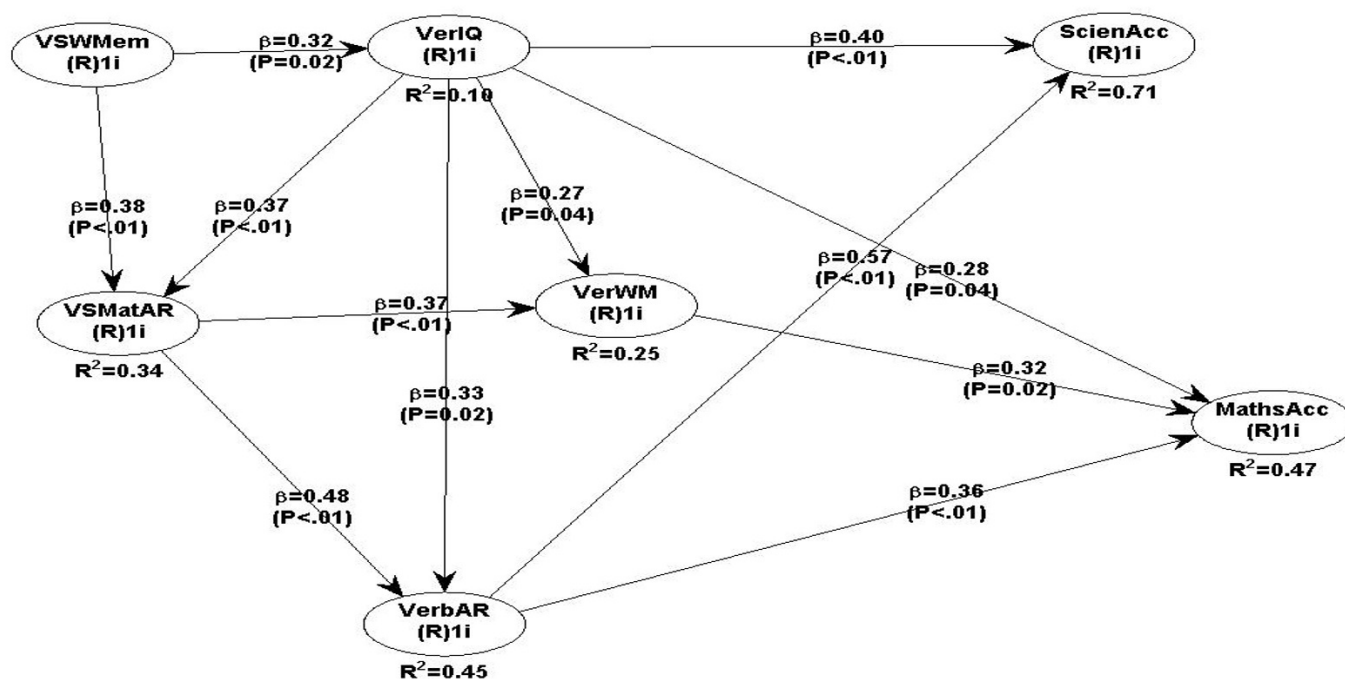 VSWMem
(R)1i
β=0.32
(P=0.02)
VerIQ
(R)1i
R²=0.10
β=0.40
(P<.01)
ScienAcc
(R)1i
R²=0.71
β=0.38
(P<.01)
β=0.37
(P<.01)
β=0.27
(P=0.04)
β=0.57
(P<.01)
β=0.28
(P=0.04)
VSMatAR
(R)1i
R²=0.34
β=0.37
(P<.01)
VerWM
(R)1i
R²=0.25
β=0.33
(P=0.02)
β=0.32
(P=0.02)
MathsAcc
(R)1i
R²=0.47
β=0.48
(P<.01)
β=0.36
(P<.01)
VerbAR
(R)1i
R²=0.45